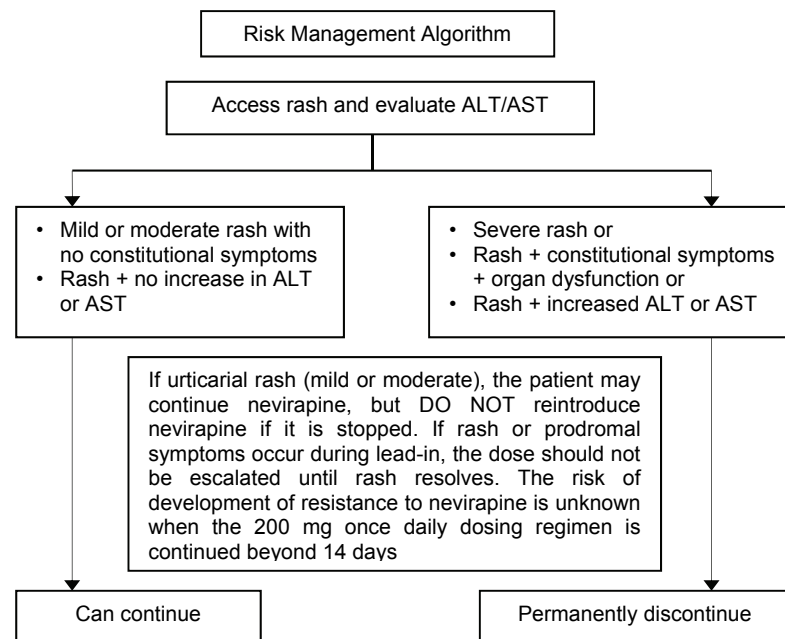 Risk Management Algorithm
Access rash and evaluate ALT/AST
• Mild or moderate rash with
no constitutional symptoms
• Rash + no increase in ALT
or AST
• Severe rash or
• Rash + constitutional symptoms
+ organ dysfunction or
• Rash + increased ALT or AST
If urticarial rash (mild or moderate), the patient may
continue nevirapine, but DO NOT reintroduce
nevirapine if it is stopped. If rash or prodromal
symptoms occur during lead-in, the dose should not
be escalated until rash resolves. The risk of
development of resistance to nevirapine is unknown
when the 200 mg once daily dosing regimen is
continued beyond 14 days
Can continue
Permanently discontinue